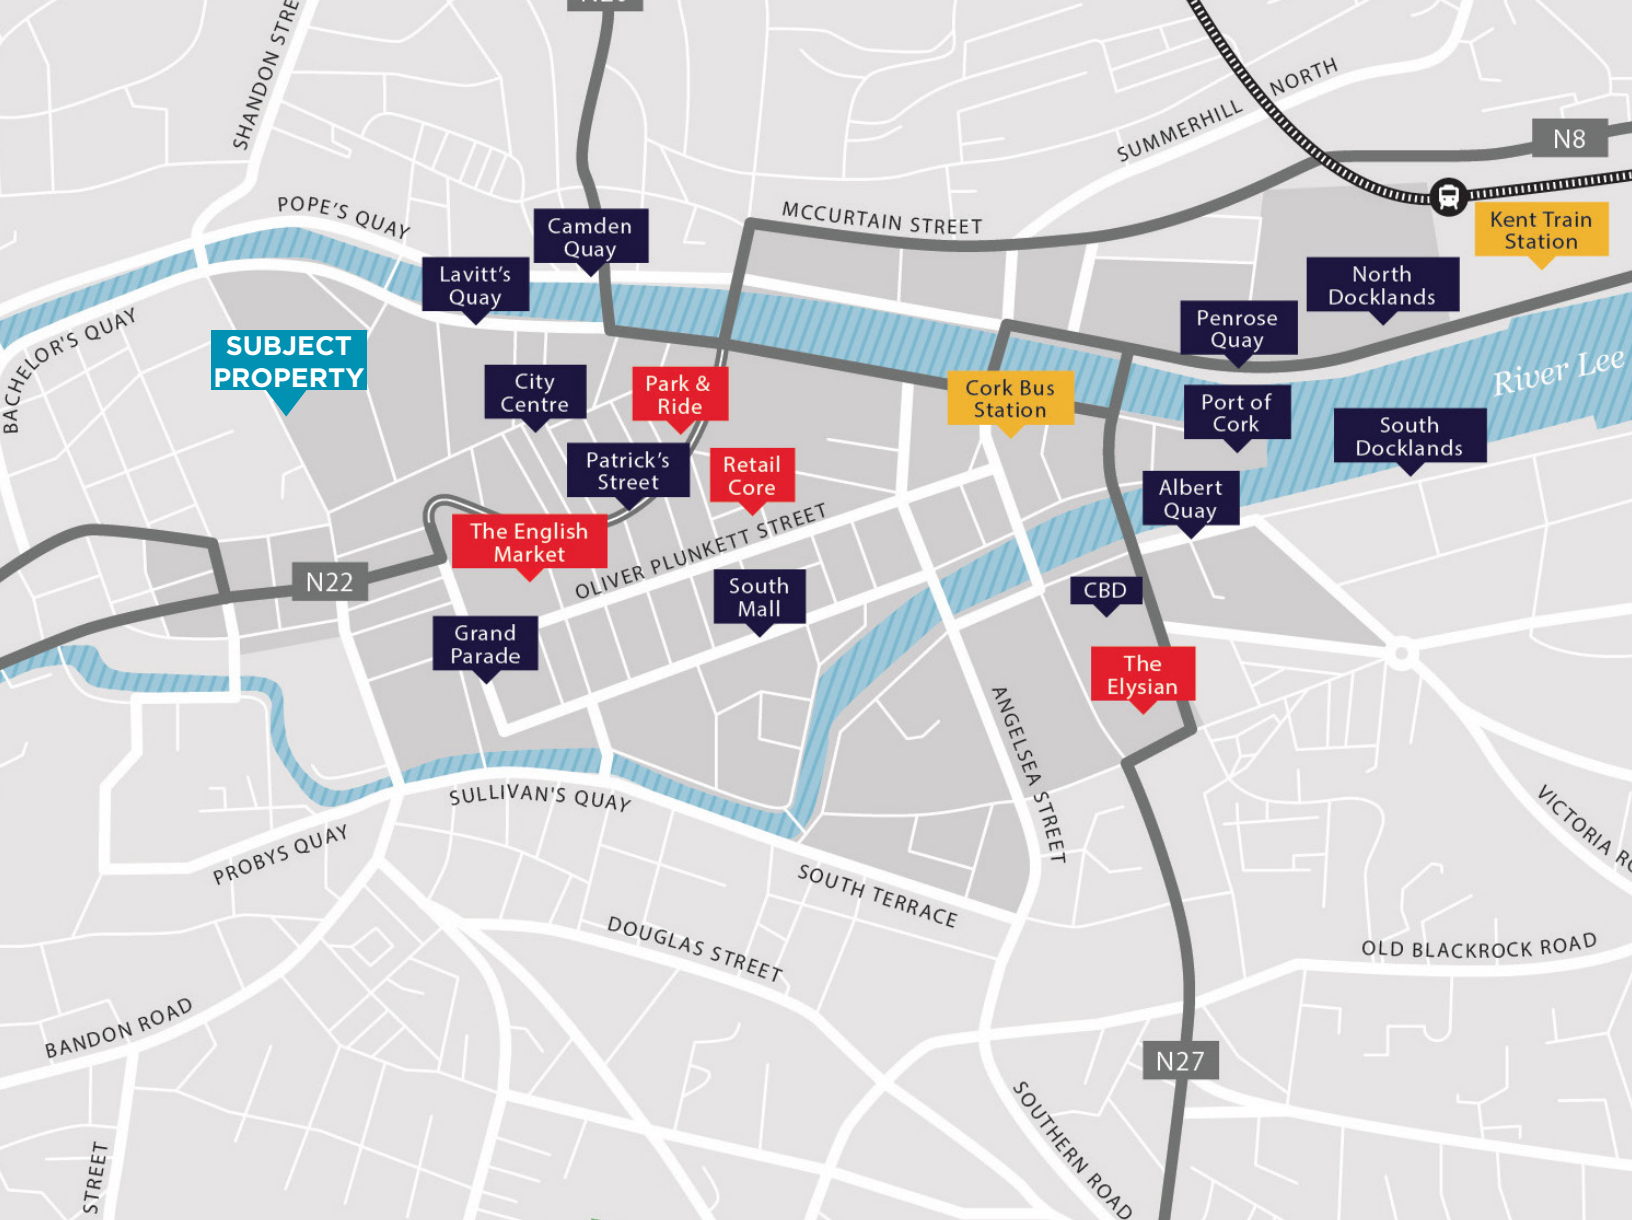 SHANDON STRE
SUMMERHILL NORTH
N8
POPE'S QUAY
Camden
Quay
MCCURTAIN STREET
Kent Train
Station
Lavitt's
Quay
North
Docklands
BACHELOR'S QUAY
SUBJECT
PROPERTY
Penrose
Quay
River Lee
City
Centre
Park &
Ride
Cork Bus
Station
Port of
Cork
South
Docklands
Patrick's
Street
Retail
Core
Albert
Quay
The English
Market
OLIVER PLUNKETT STREET
N22
South
Mall
CBD
Grand
Parade
The
Elysian
ANGELSEA STREET
SULLIVAN'S QUAY
PROBYS QUAY
VICTORIA RO
SOUTH TERRACE
DOUGLAS STREET
OLD BLACKROCK ROAD
BANDON ROAD
N27
SOUTHERN ROAD
STREET